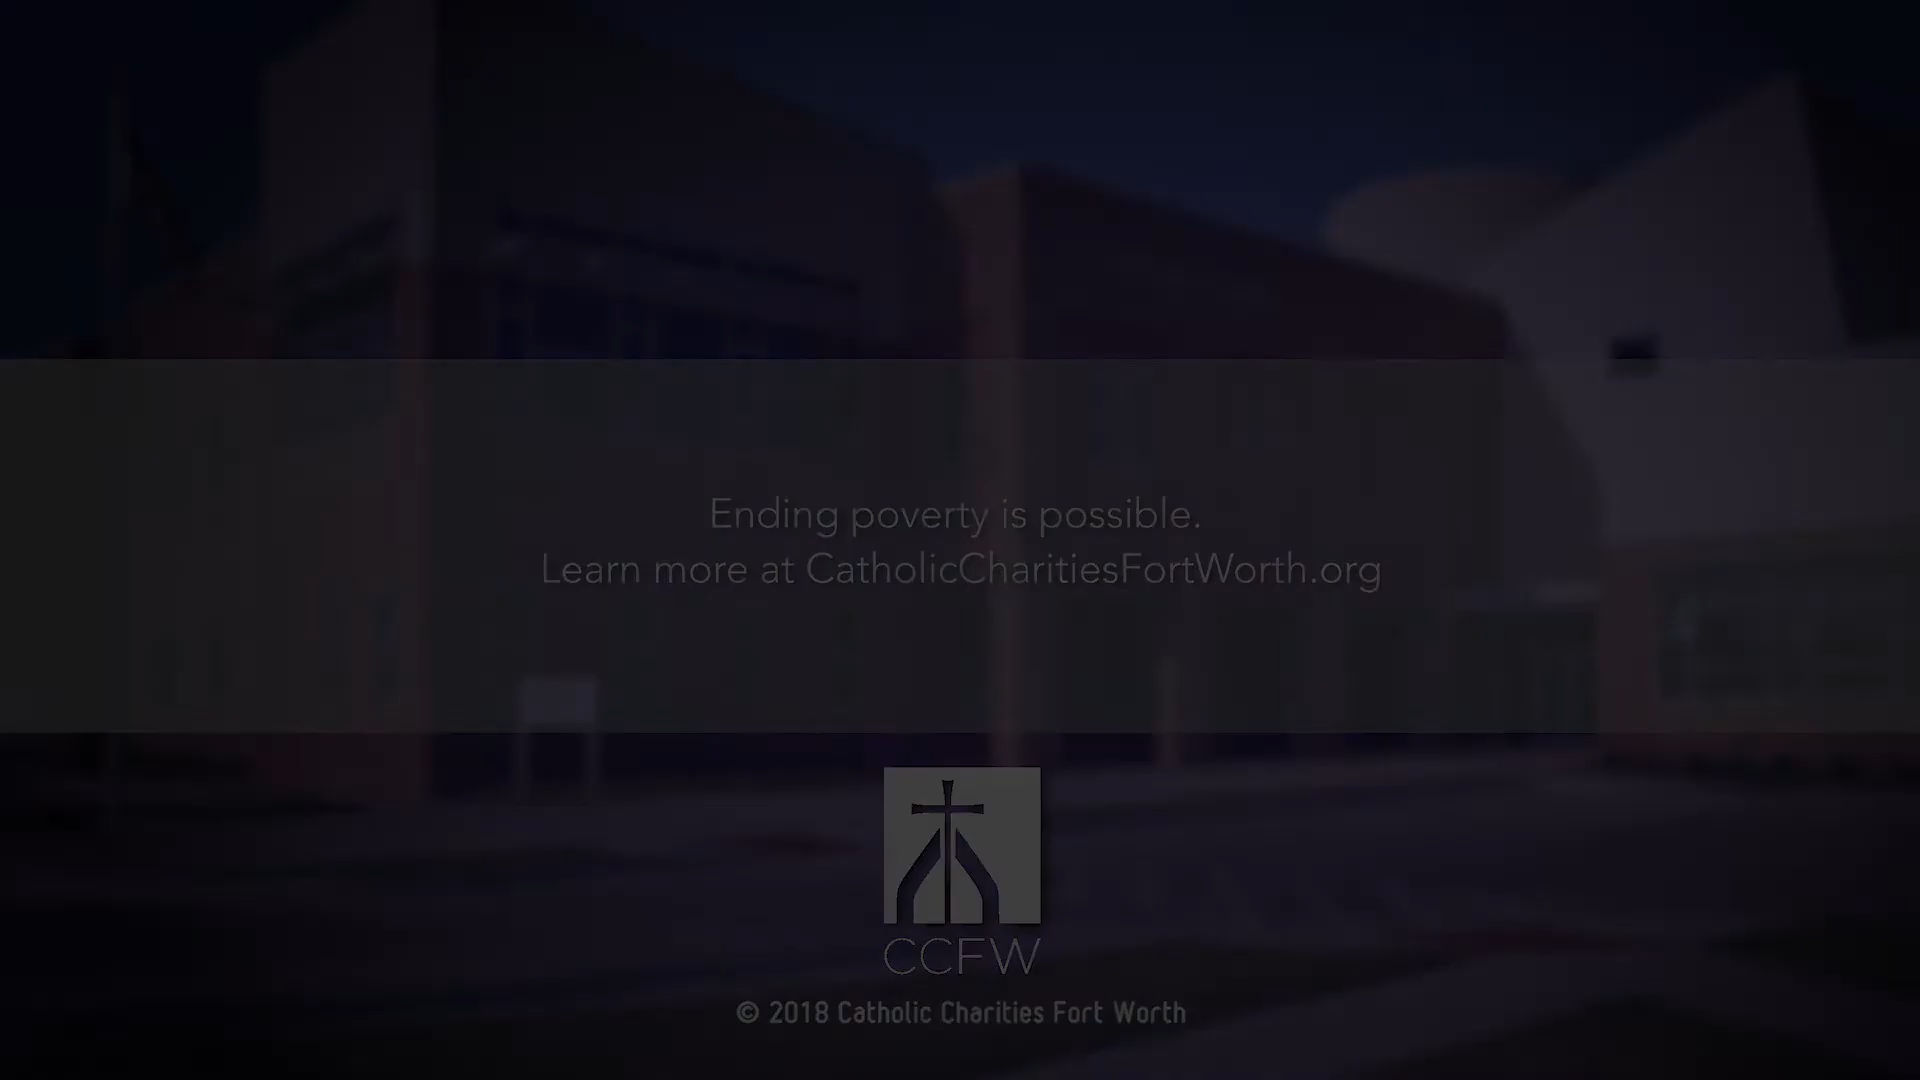 Ending poverty is possible.
Learn more at CatholicCharitiesFortWorth.org
CCFW
© 2018 Catholic Charities Fort Worth